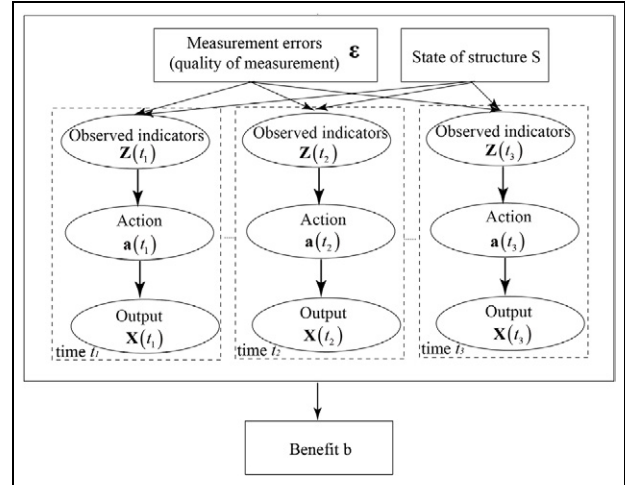 Measurement errors
(quality of measurement) ε
State of structure S
Observed indicators
Z(t₁)
Observed indicators
Z(t₂)
Observed indicators
Z(t₃)
Action
a(t₁)
Action
a(t₂)
Action
a(t₃)
Output
X(t₁)
Output
X(t₂)
Output
X(t₃)
time t₁
time t₂
time t₃
Benefit b